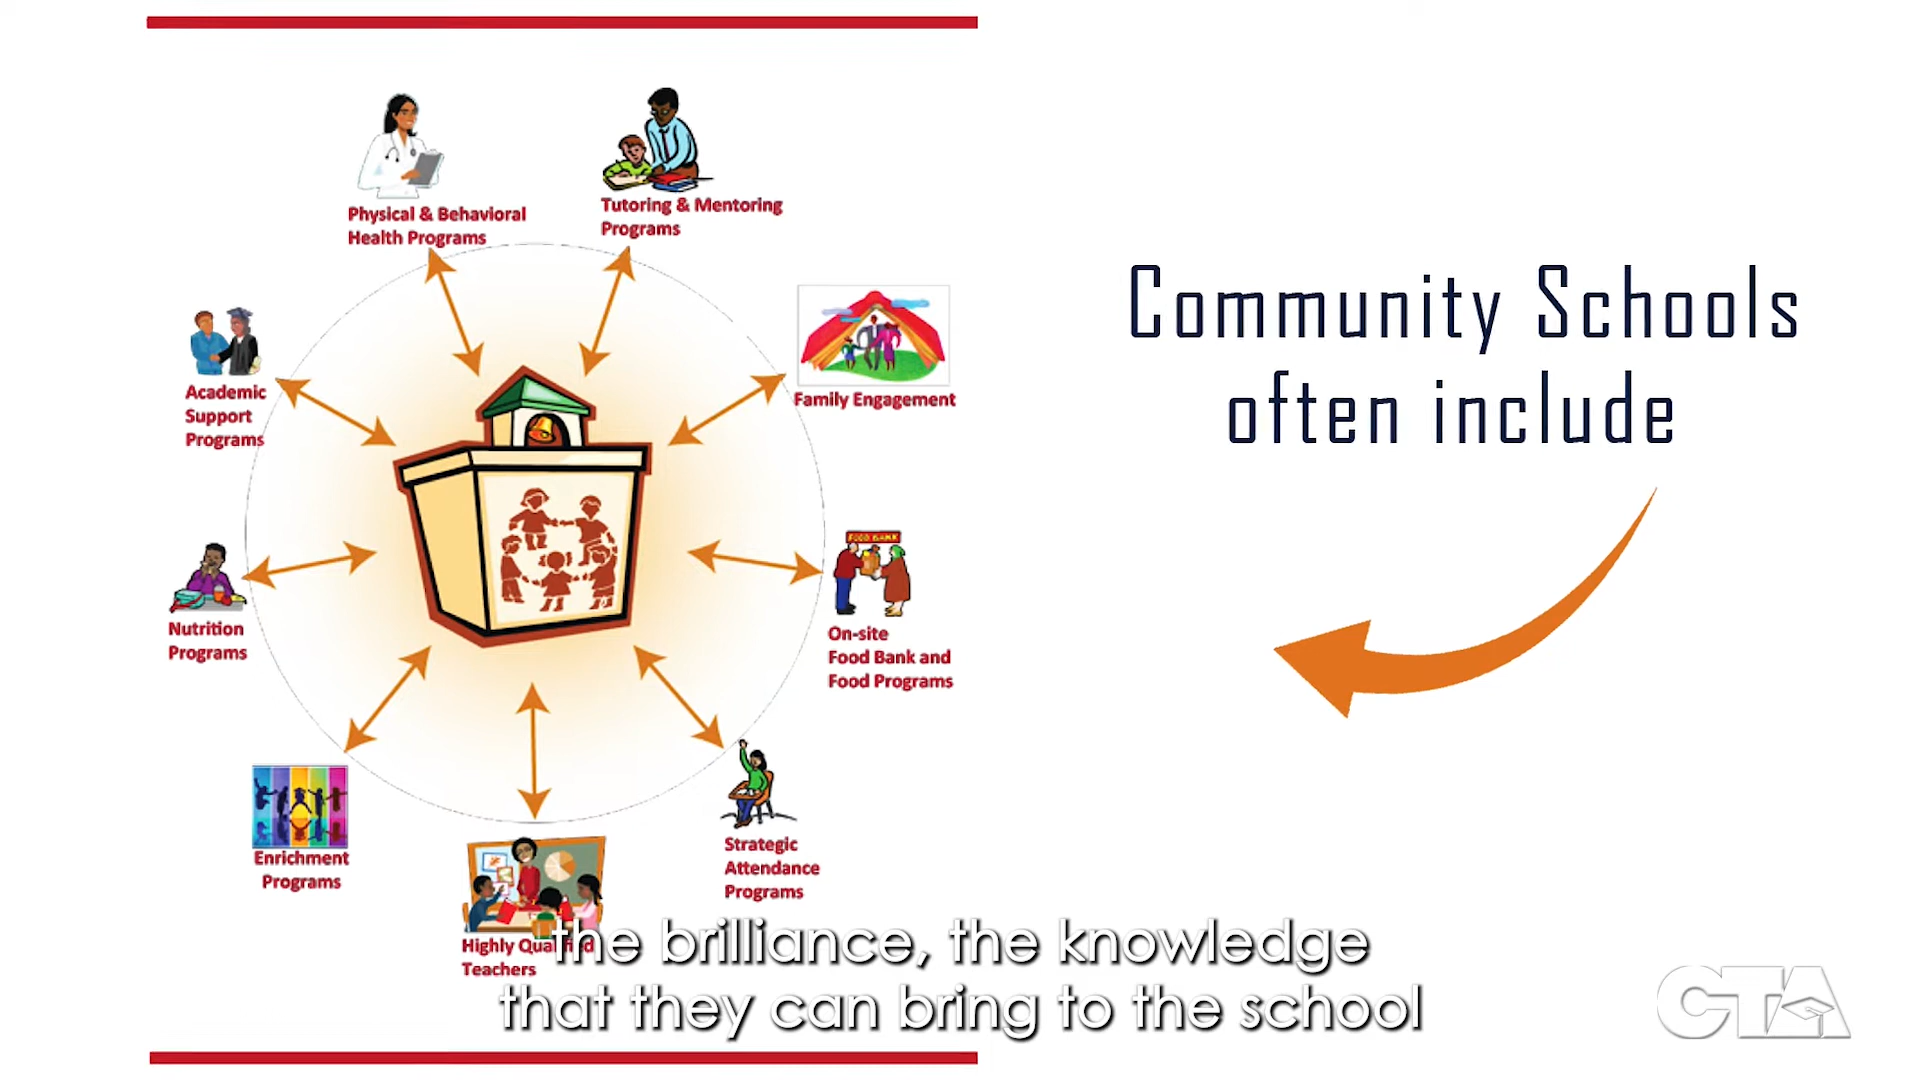 Physical & Behavioral
Health Programs
Tutoring & Mentoring
Programs
Family Engagement
Academic
Support
Programs
FOOD BANK
On-site
Food Bank and
Food Programs
Nutrition
Programs
Strategic
Attendance
Programs
Enrichment
Programs
Highly Qualified
Teachers
Community Schools
often include
the brilliance, the knowledge
that they can bring to the school
CTA